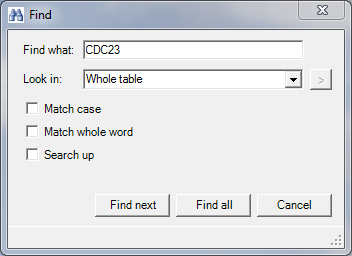 Find
Find what: CDC23
Look in: Whole table >
Match case
Match whole word
Search up
Find next Find all Cancel